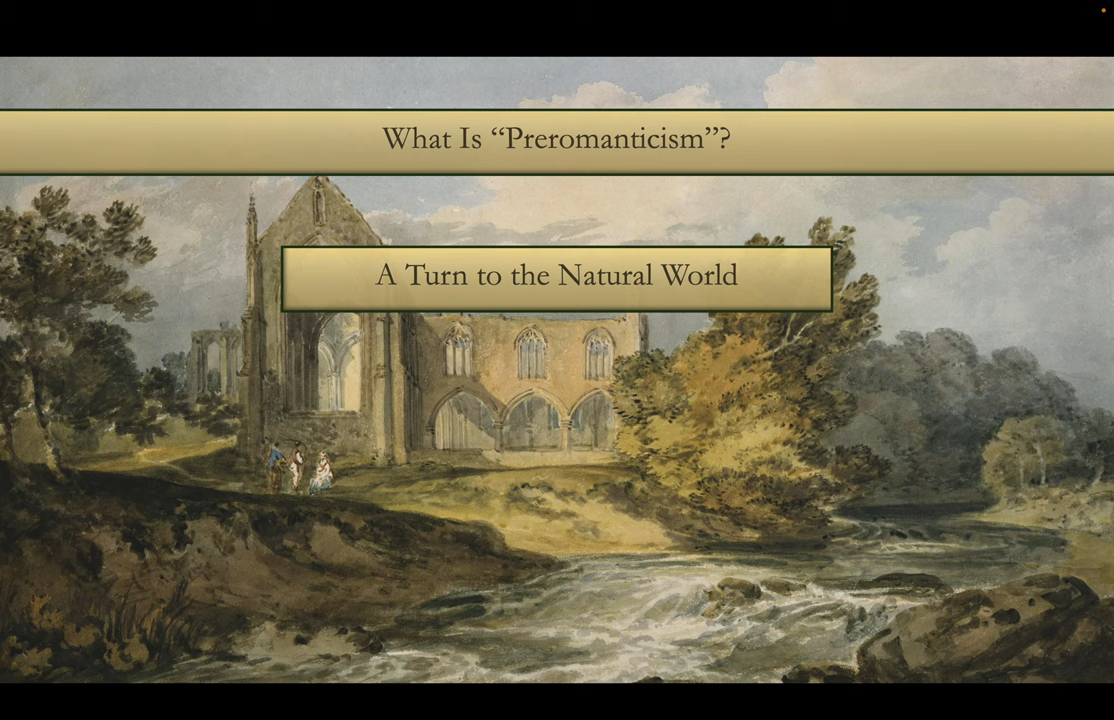 What Is “Preromanticism”?
A Turn to the Natural World